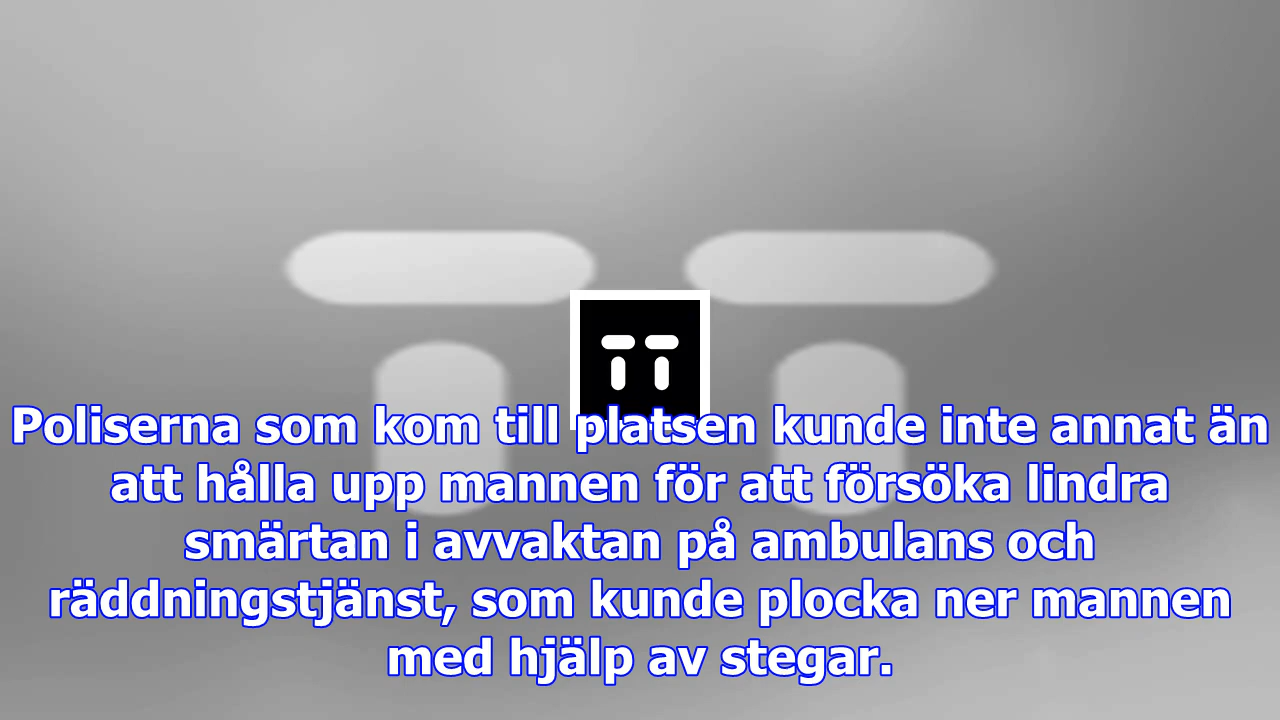 Poliserna som kom till platsen kunde inte annat än
att hålla upp mannen för att försöka lindra
smärtan i avvaktan på ambulans och
räddningstjänst, som kunde plocka ner mannen
med hjälp av stegar.